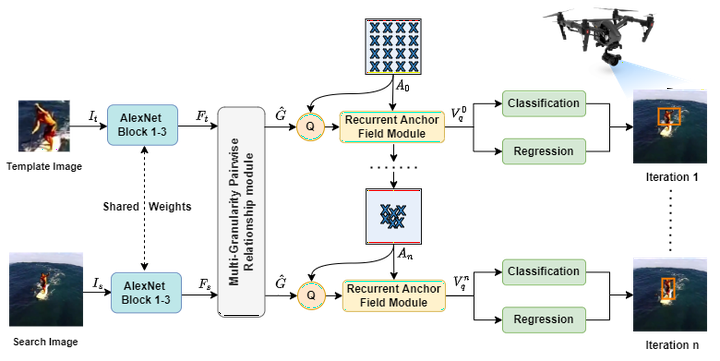 A_0
I_t
AlexNet
Block 1-3
F_t
Ĝ
Q
Recurrent Anchor
Field Module
V_q^0
Classification
Regression
Template Image
Iteration 1
Shared Weights
Multi-Granularity Pairwise
Relationship module
A_n
I_s
AlexNet
Block 1-3
F_s
Ĝ
Q
Recurrent Anchor
Field Module
V_q^n
Classification
Regression
Search Image
Iteration n